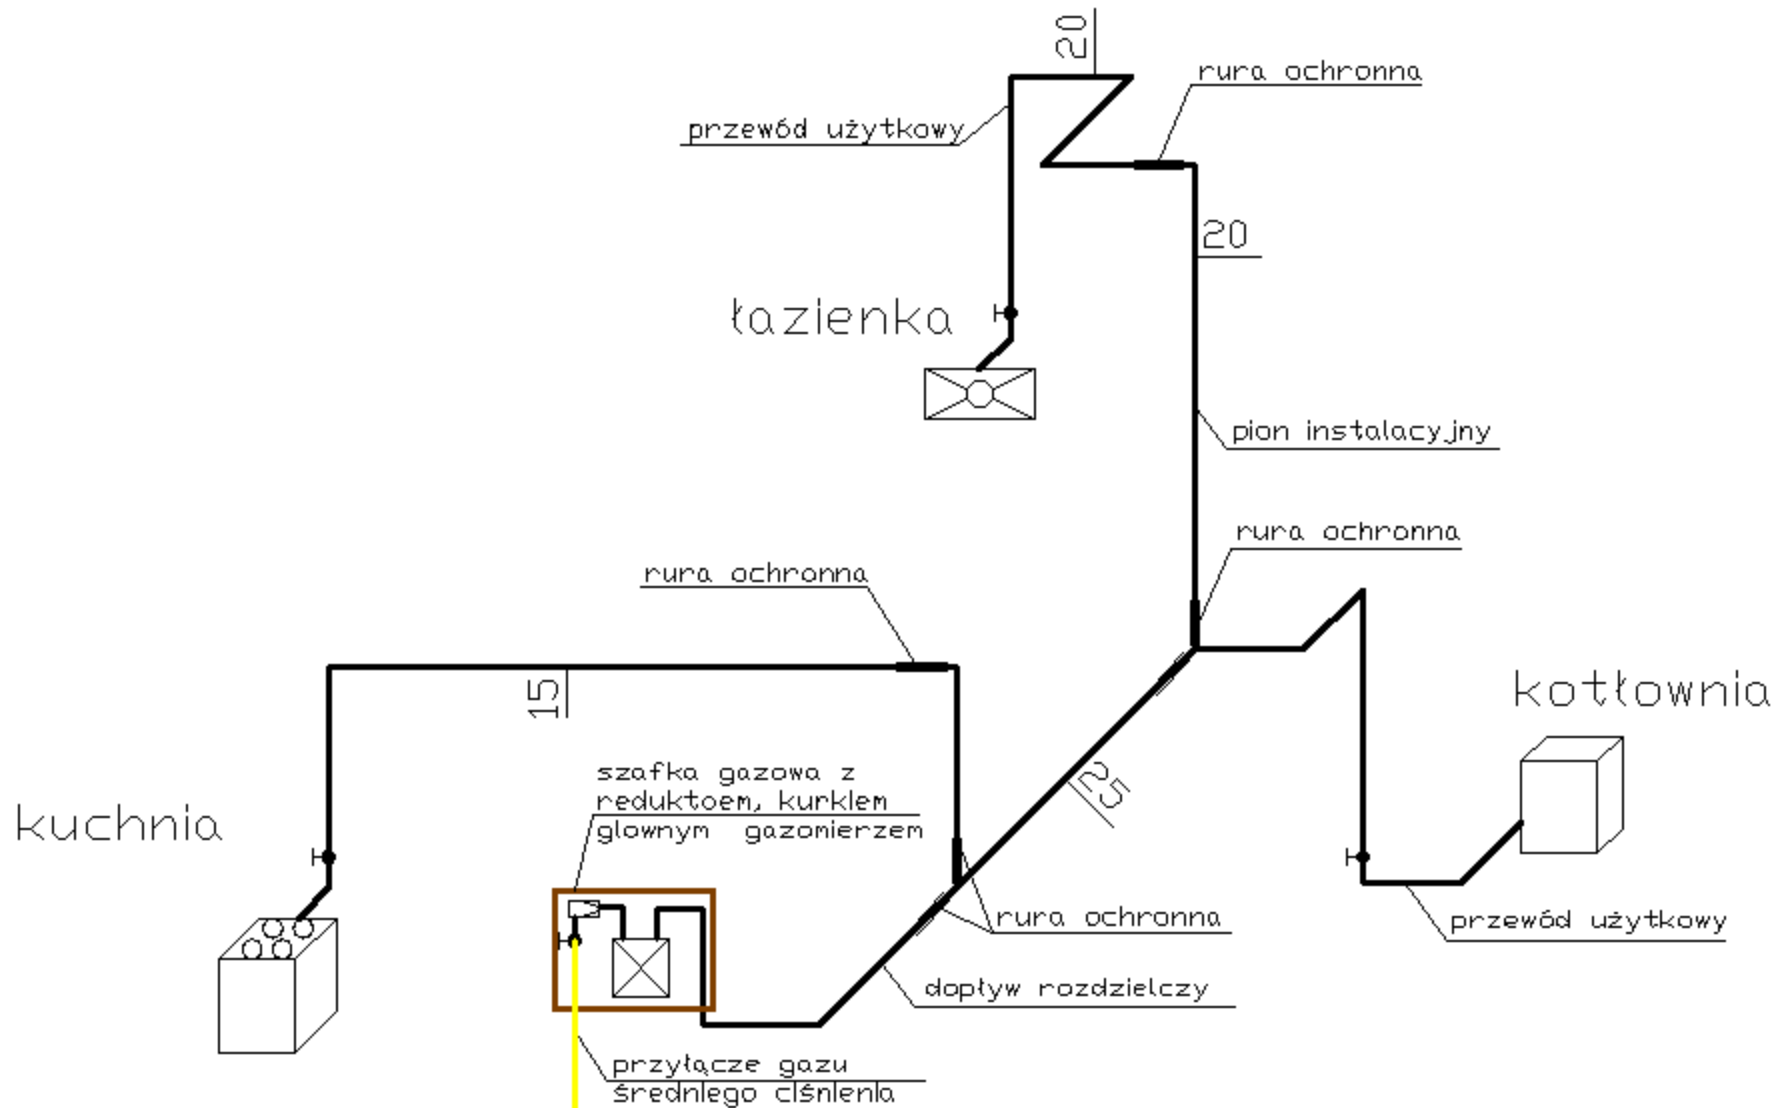 20
rura ochronna
przewód użytkowy
20
łazienka
pion instalacyjny
rura ochronna
rura ochronna
15
kotłownia
szafka gazowa z
reduktoem, kurkiem
glownym gazomierzem
25
kuchnia
rura ochronna
przewód użytkowy
dopływ rozdzielczy
przyłącze gazu
średniego ciśnienia